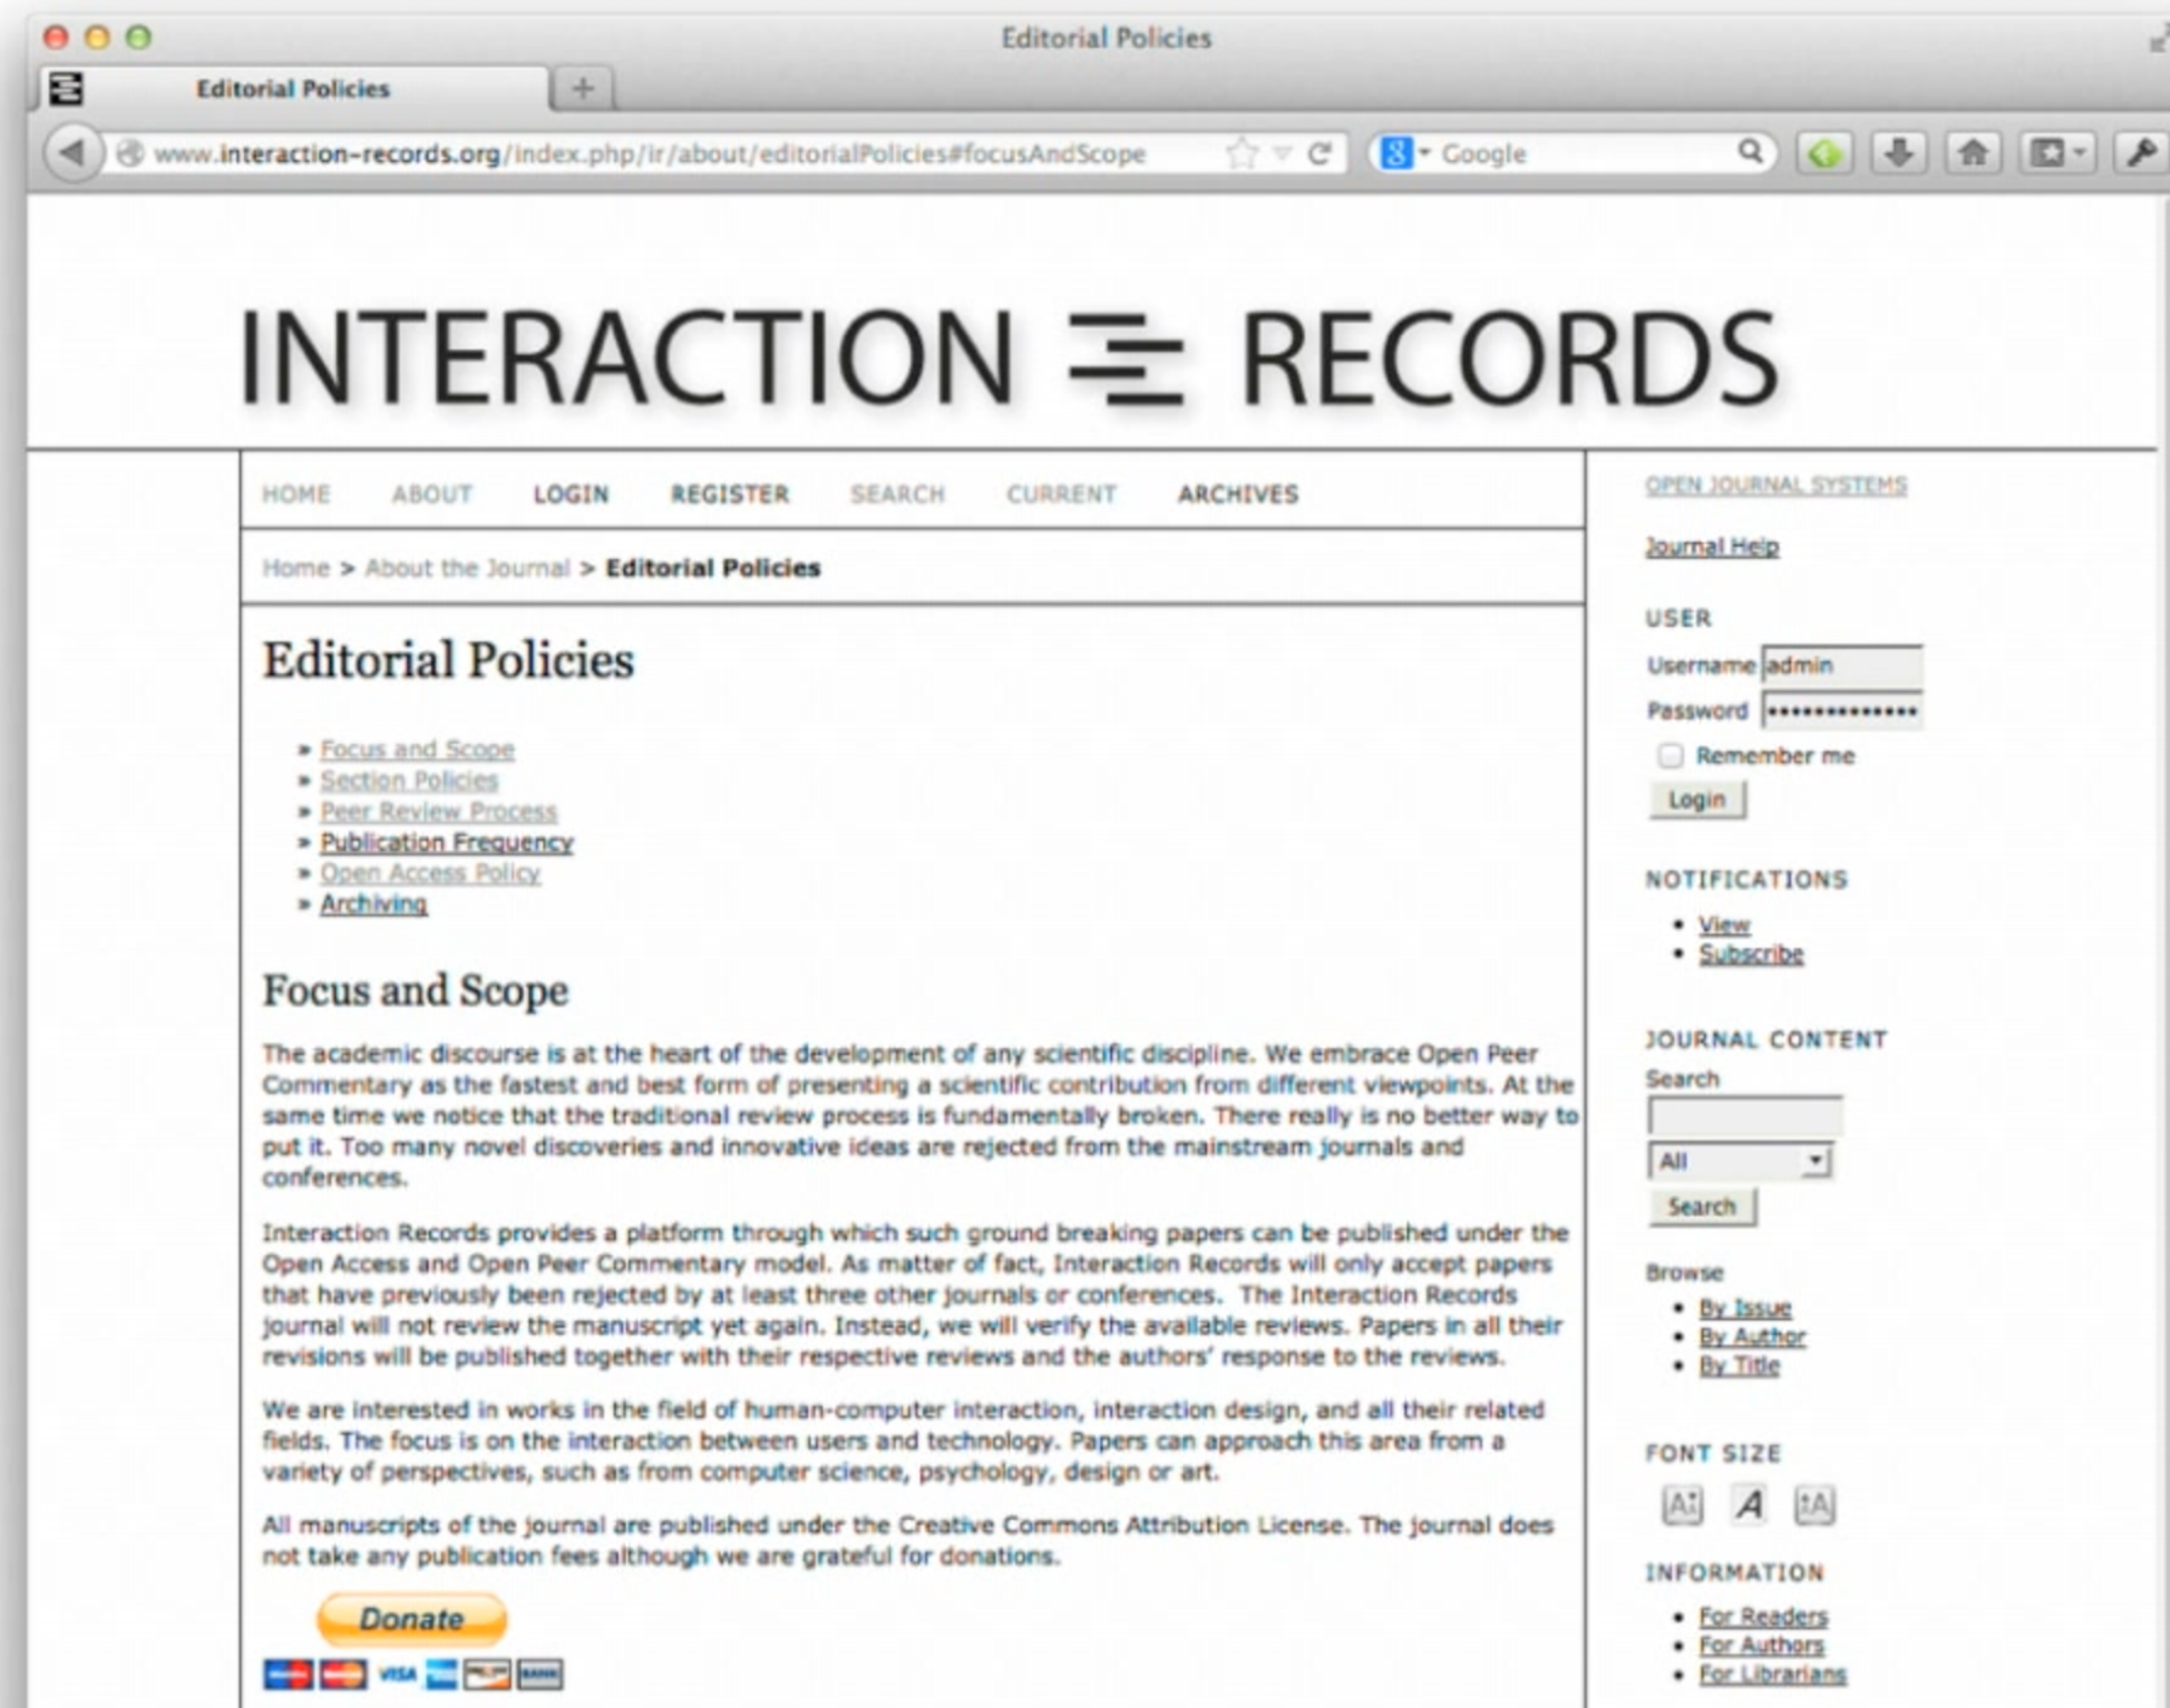 Editorial Policies
Editorial Policies
www.interaction-records.org/index.php/ir/about/editorialPolicies#focusAndScope
Google
INTERACTION RECORDS
HOME ABOUT LOGIN REGISTER SEARCH CURRENT ARCHIVES
Home > About the Journal > Editorial Policies
Editorial Policies
» Focus and Scope
» Section Policies
» Peer Review Process
» Publication Frequency
» Open Access Policy
» Archiving
Focus and Scope
The academic discourse is at the heart of the development of any scientific discipline. We embrace Open Peer
Commentary as the fastest and best form of presenting a scientific contribution from different viewpoints. At the
same time we notice that the traditional review process is fundamentally broken. There really is no better way to
put it. Too many novel discoveries and innovative ideas are rejected from the mainstream journals and
conferences.
Interaction Records provides a platform through which such ground breaking papers can be published under the
Open Access and Open Peer Commentary model. As matter of fact, Interaction Records will only accept papers
that have previously been rejected by at least three other journals or conferences. The Interaction Records
journal will not review the manuscript yet again. Instead, we will verify the available reviews. Papers in all their
revisions will be published together with their respective reviews and the authors' response to the reviews.
We are interested in works in the field of human-computer interaction, interaction design, and all their related
fields. The focus is on the interaction between users and technology. Papers can approach this area from a
variety of perspectives, such as from computer science, psychology, design or art.
All manuscripts of the journal are published under the Creative Commons Attribution License. The journal does
not take any publication fees although we are grateful for donations.
Donate
VISA BANK
OPEN JOURNAL SYSTEMS
Journal Help
USER
Username admin
Password •••••••••••••
Remember me
Login
NOTIFICATIONS
• View
• Subscribe
JOURNAL CONTENT
Search
All
Search
Browse
• By Issue
• By Author
• By Title
FONT SIZE
A A A
INFORMATION
• For Readers
• For Authors
• For Librarians